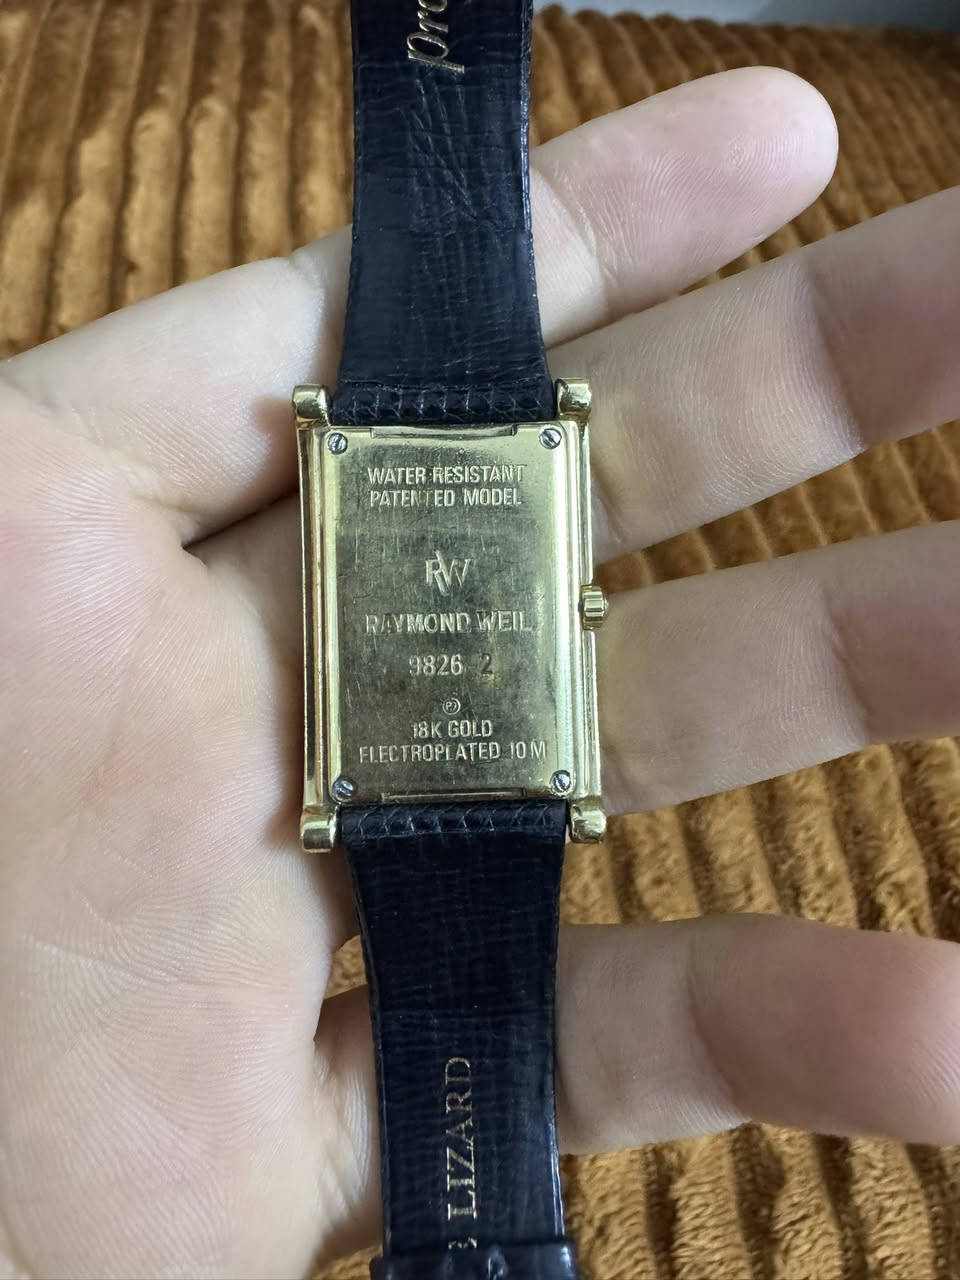 WATER RESISTANT
PATENTED MODEL
RW
RAYMOND WEIL
9826 2
P
18K GOLD
ELECTROPLATED 10 M
LIZARD